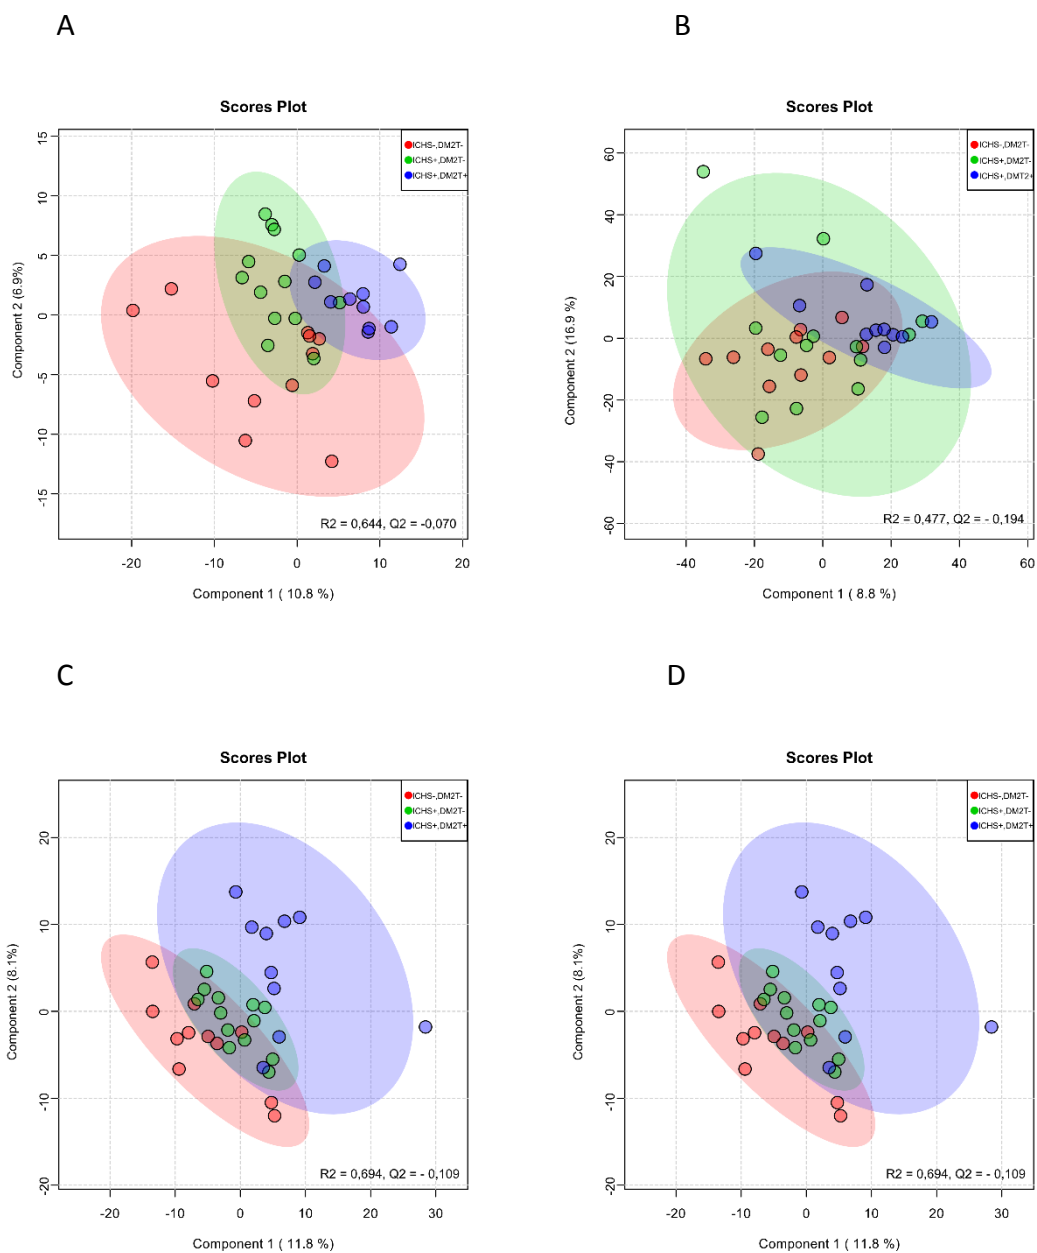 A
B
Scores Plot
Scores Plot
ICHS-,DM2T-
ICHS+,DM2T-
ICHS+,DM2T+
ICHS-,DM2T-
ICHS+,DM2T-
ICHS+,DMT2+
15
10
5
0
-5
-10
-15
Component 2 (6.9%)
R2 = 0,644, Q2 = -0,070
-20
-10
0
10
20
Component 1 ( 10.8 %)
60
40
20
0
-20
-40
-60
Component 2 (16.9 %)
R2 = 0,477, Q2 = - 0,194
-40
-20
0
20
40
60
Component 1 ( 8.8 %)
C
D
Scores Plot
Scores Plot
ICHS-,DM2T-
ICHS+,DM2T-
ICHS+,DM2T+
ICHS-,DM2T-
ICHS+,DM2T-
ICHS+,DM2T+
20
10
0
-10
-20
Component 2 (8.1%)
R2 = 0,694, Q2 = - 0,109
-20
-10
0
10
20
30
Component 1 ( 11.8 %)
20
10
0
-10
-20
Component 2 (8.1%)
R2 = 0,694, Q2 = - 0,109
-20
-10
0
10
20
30
Component 1 ( 11.8 %)